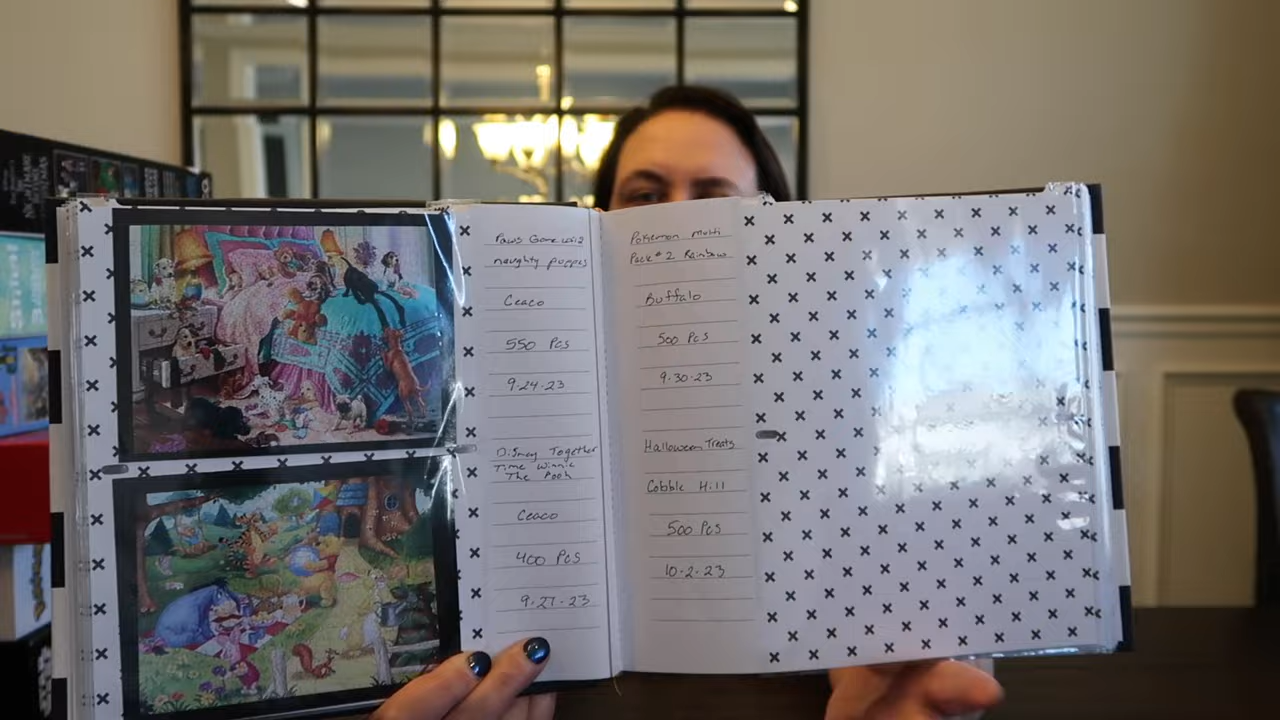 Paws Gone Wild
naughty puppies
Ceaco
550 Pcs
9.24.23
Disney Together
Time Winnie
The Pooh
Ceaco
400 Pcs
9.27.23
Pokemon Multi
Pack #2 Rainbow
Buffalo
500 Pcs
9.30.23
Halloween Treats
Cobble Hill
500 Pcs
10.2.23